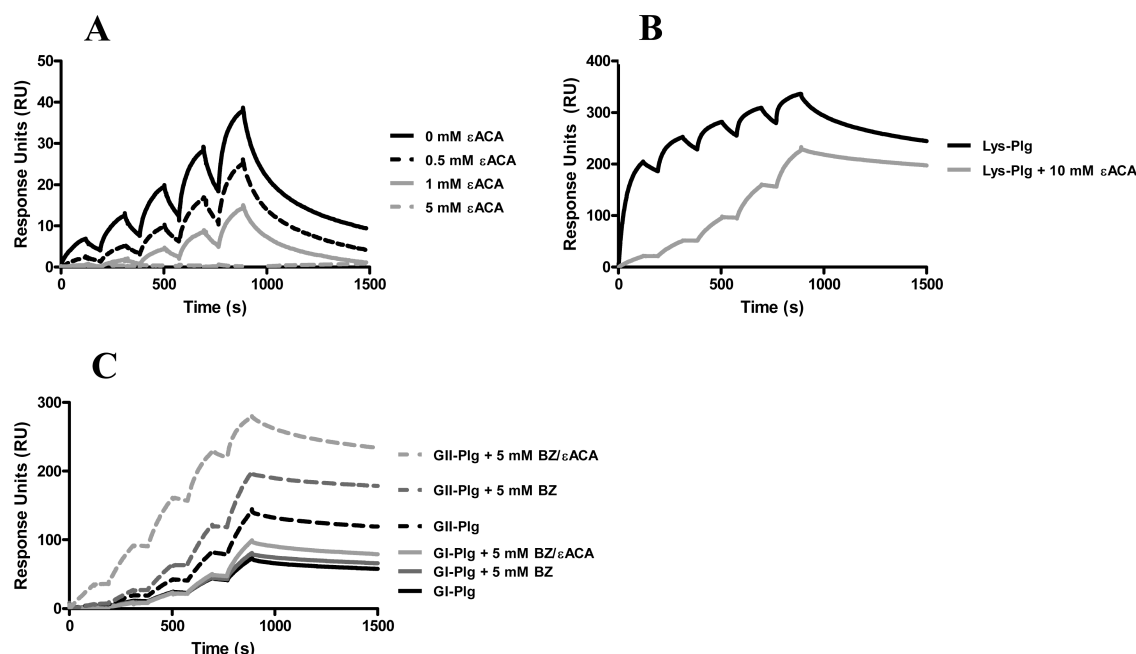 A
Response Units (RU)
50
40
30
20
10
0
0
500
1000
1500
Time (s)
0 mM εACA
0.5 mM εACA
1 mM εACA
5 mM εACA
B
Response Units (RU)
400
300
200
100
0
0
500
1000
1500
Time (s)
Lys-Plg
Lys-Plg + 10 mM εACA
C
Response Units (RU)
300
200
100
0
0
500
1000
1500
Time (s)
GII-Plg + 5 mM BZ/εACA
GII-Plg + 5 mM BZ
GII-Plg
GI-Plg + 5 mM BZ/εACA
GI-Plg + 5 mM BZ
GI-Plg